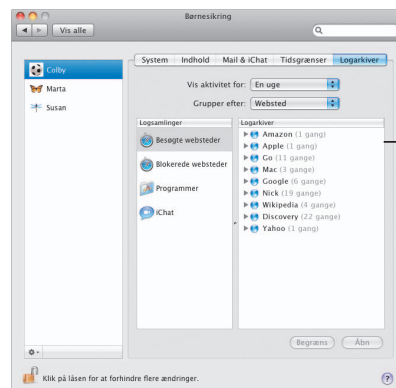 Børnesikring
Vis alle
Colby
Marta
Susan
System Indhold Mail & iChat Tidsgrænser Logarkiver
Vis aktivitet for: En uge
Grupper efter: Websted
Logsamlinger
Besøgte websteder
Blokerede websteder
Programmer
iChat
Logarkiver
Amazon (1 gang)
Apple (1 gang)
Go (11 gange)
Mac (3 gange)
Google (6 gange)
Nick (19 gange)
Wikipedia (4 gange)
Discovery (22 gange)
Yahoo (1 gang)
Begræns Åbn
Klik på låsen for at forhindre flere ændringer.
?